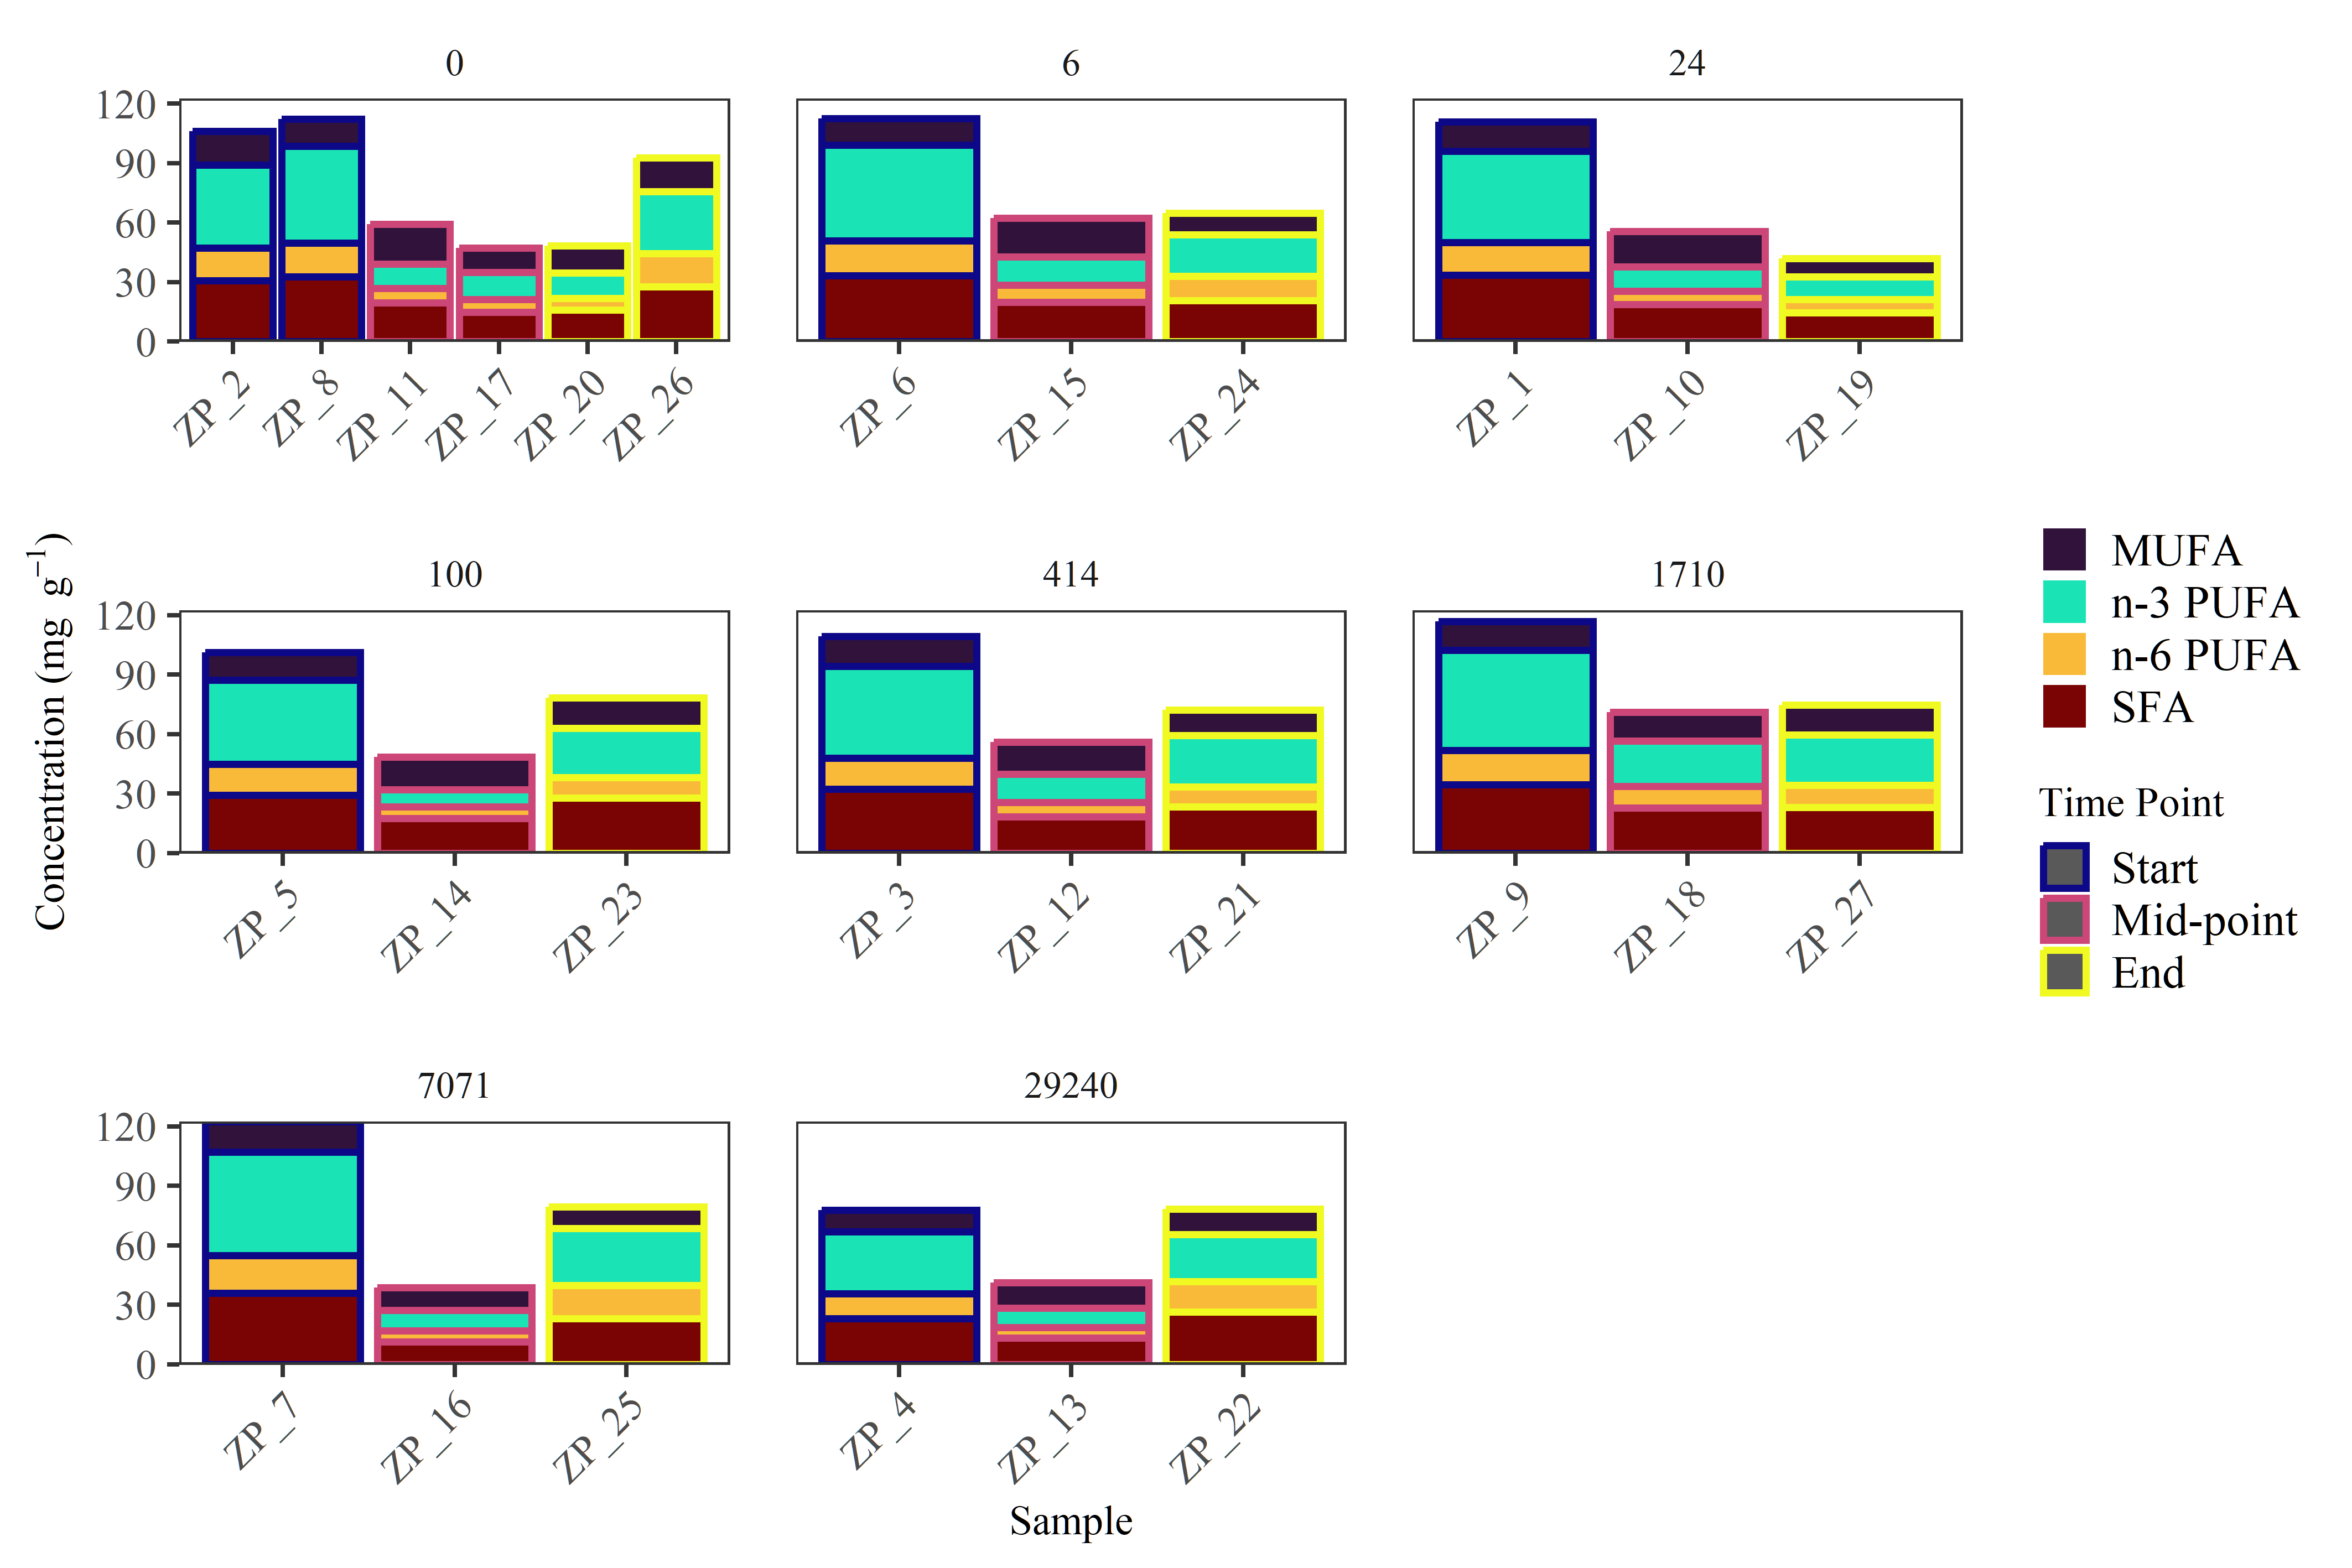 0
6
24
120
90
60
30
0
ZP_2
ZP_8
ZP_11
ZP_17
ZP_20
ZP_26
ZP_6
ZP_15
ZP_24
ZP_1
ZP_10
ZP_19
Concentration (mg g⁻¹)
100
414
1710
120
90
60
30
0
ZP_5
ZP_14
ZP_23
ZP_3
ZP_12
ZP_21
ZP_9
ZP_18
ZP_27
7071
29240
120
90
60
30
0
ZP_7
ZP_16
ZP_25
ZP_4
ZP_13
ZP_22
Sample
MUFA
n-3 PUFA
n-6 PUFA
SFA
Time Point
Start
Mid-point
End